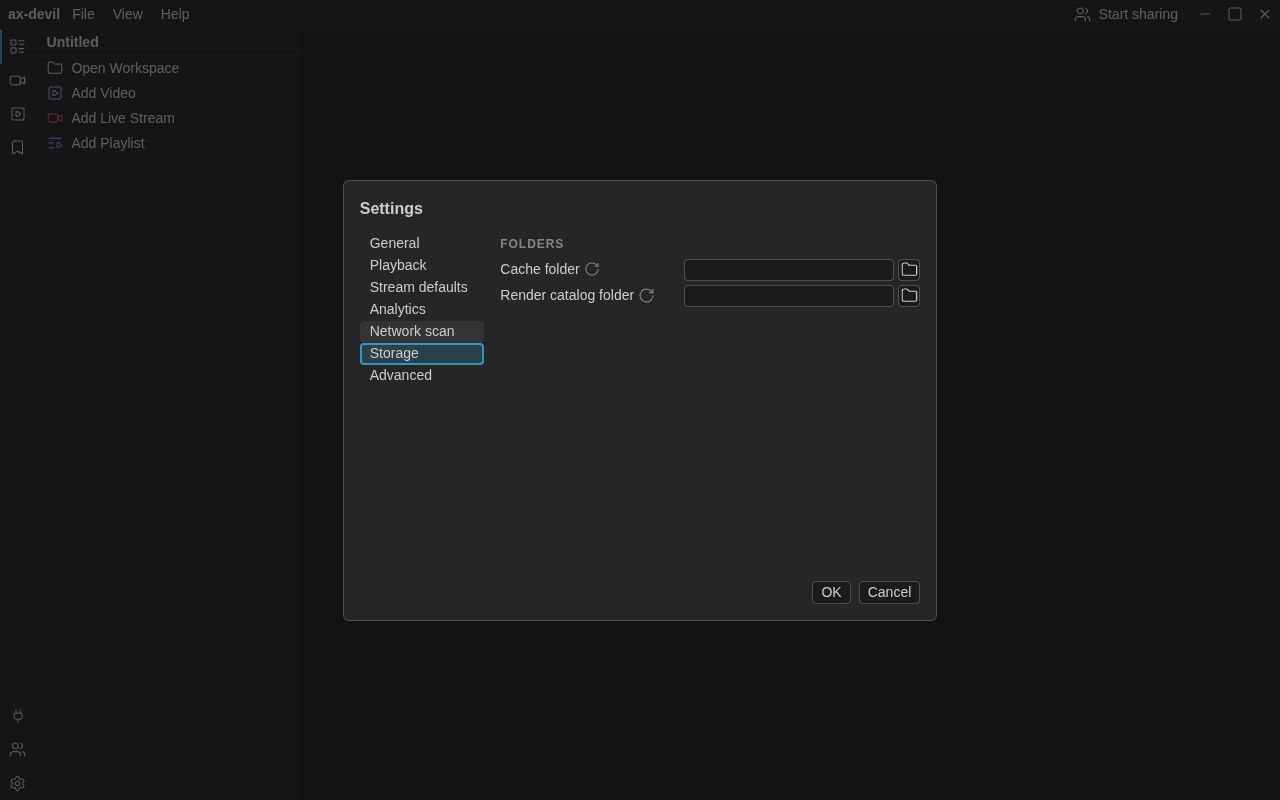 ax-devil File View Help Start sharing
Untitled
Open Workspace
Add Video
Add Live Stream
Add Playlist
Settings
General
Playback
Stream defaults
Analytics
Network scan
Storage
Advanced
FOLDERS
Cache folder
Render catalog folder
OK Cancel